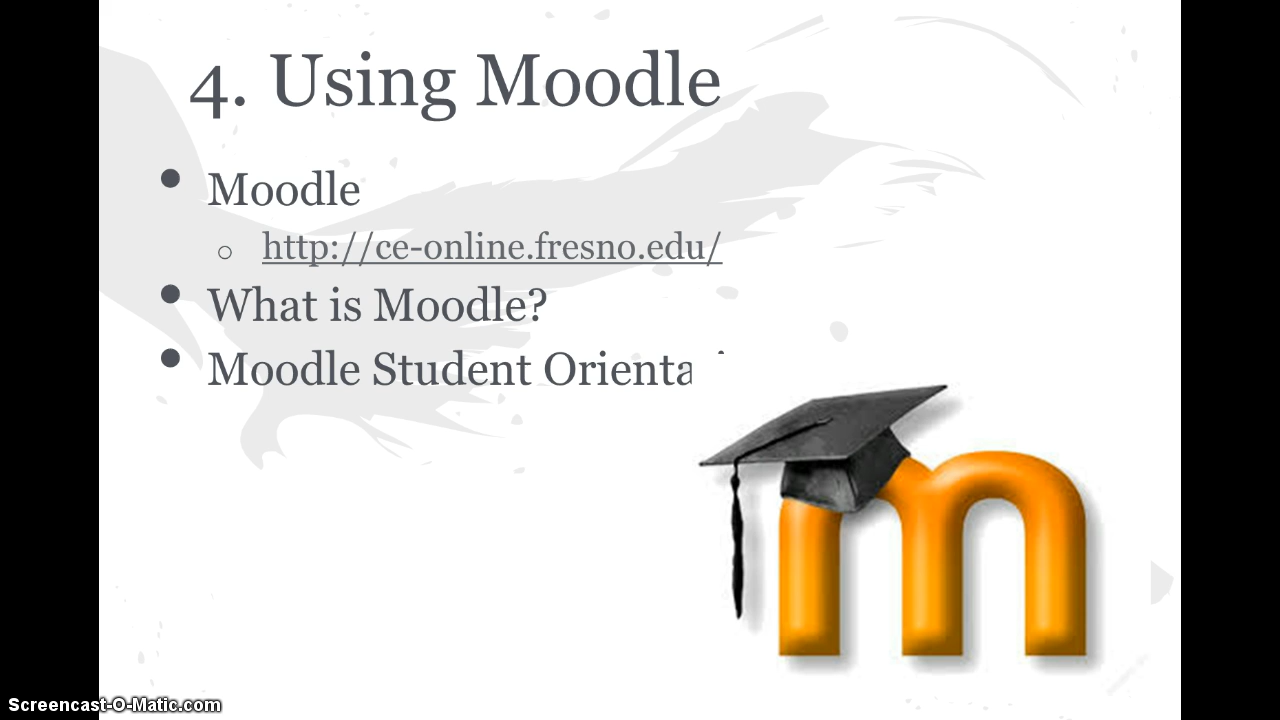 4. Using Moodle
Moodle
http://ce-online.fresno.edu/
What is Moodle?
Moodle Student Orienta
m
Screencast-O-Matic.com